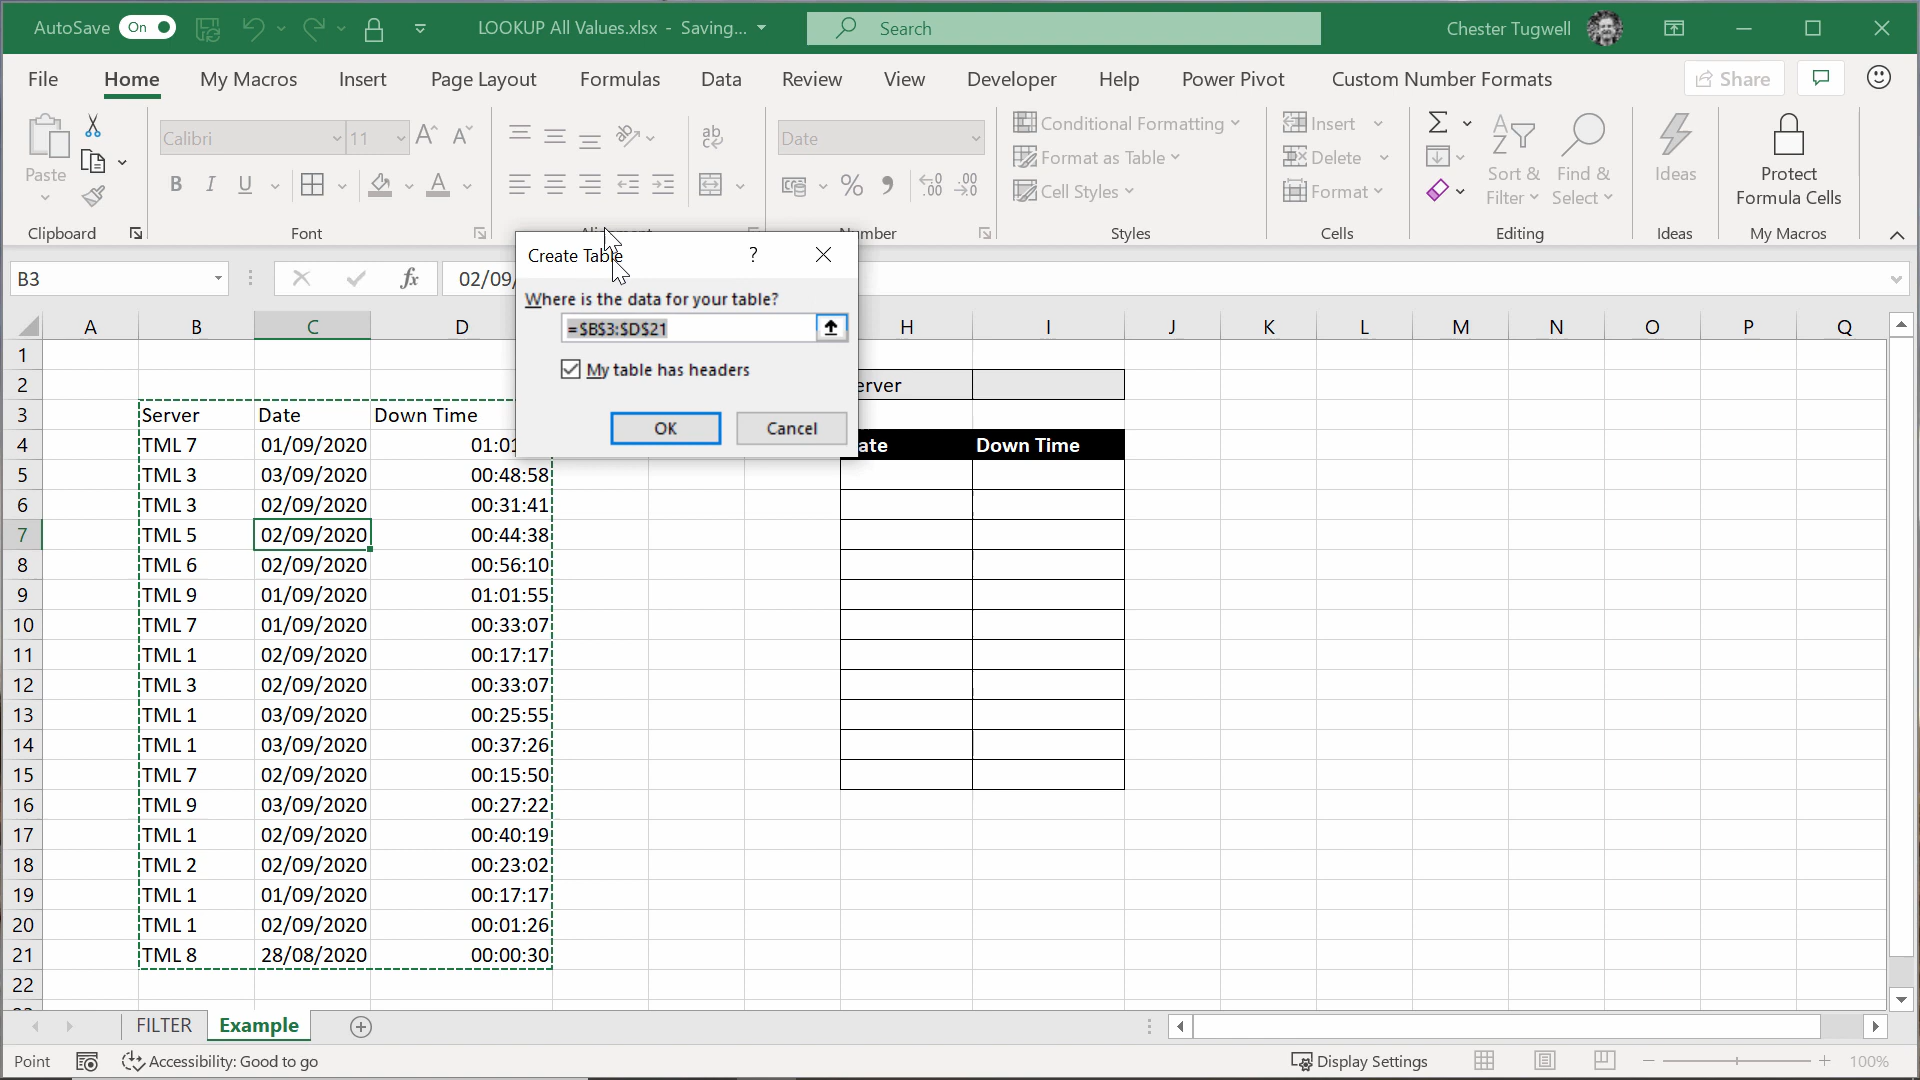 AutoSave On LOOKUP All Values.xlsx - Saving... Search Chester Tugwell
File Home My Macros Insert Page Layout Formulas Data Review View Developer Help Power Pivot Custom Number Formats Share
Paste
Calibri 11
Date
Conditional Formatting
Format as Table
Cell Styles
Insert
Delete
Format
Sort & Filter
Find & Select
Ideas
Protect Formula Cells
Clipboard Font Number Styles Cells Editing Ideas My Macros
B3 fx 02/09/
Create Table ?
Where is the data for your table?
=$B$3:$D$21
My table has headers
OK Cancel
A B C D H I J K L M N O P Q
1
2 erver
3 Server Date Down Time
4 TML 7 01/09/2020 01:01 ate Down Time
5 TML 3 03/09/2020 00:48:58
6 TML 3 02/09/2020 00:31:41
7 TML 5 02/09/2020 00:44:38
8 TML 6 02/09/2020 00:56:10
9 TML 9 01/09/2020 01:01:55
10 TML 7 01/09/2020 00:33:07
11 TML 1 02/09/2020 00:17:17
12 TML 3 02/09/2020 00:33:07
13 TML 1 03/09/2020 00:25:55
14 TML 1 03/09/2020 00:37:26
15 TML 7 02/09/2020 00:15:50
16 TML 9 03/09/2020 00:27:22
17 TML 1 02/09/2020 00:40:19
18 TML 2 02/09/2020 00:23:02
19 TML 1 01/09/2020 00:17:17
20 TML 1 02/09/2020 00:01:26
21 TML 8 28/08/2020 00:00:30
22
FILTER Example
Point Accessibility: Good to go Display Settings 100%